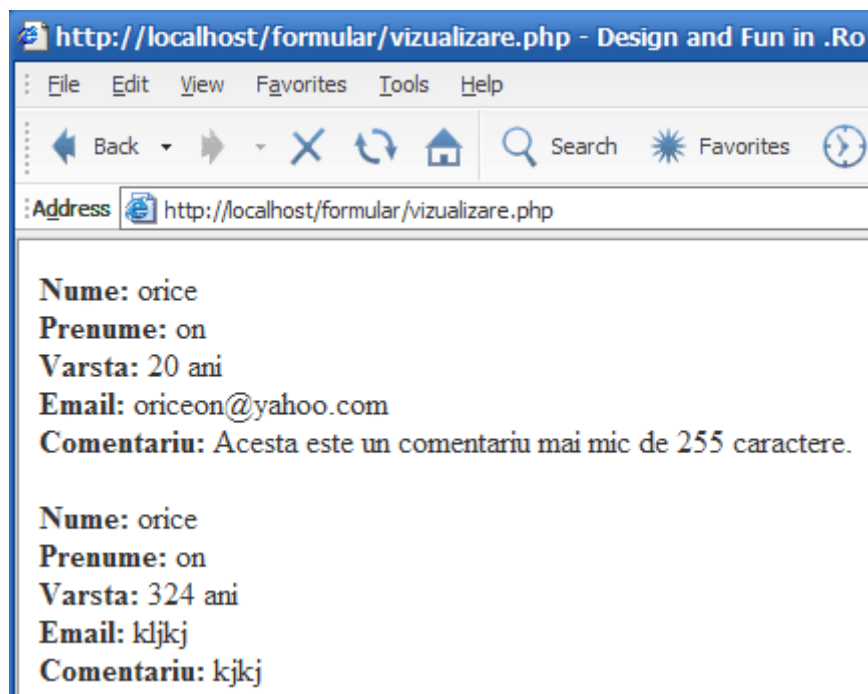 http://localhost/formular/vizualizare.php - Design and Fun in .Ro
File Edit View Favorites Tools Help
Back Search Favorites
Address http://localhost/formular/vizualizare.php
Nume: orice
Prenume: on
Varsta: 20 ani
Email: oriceon@yahoo.com
Comentariu: Acesta este un comentariu mai mic de 255 caractere.
Nume: orice
Prenume: on
Varsta: 324 ani
Email: kljkj
Comentariu: kjkj